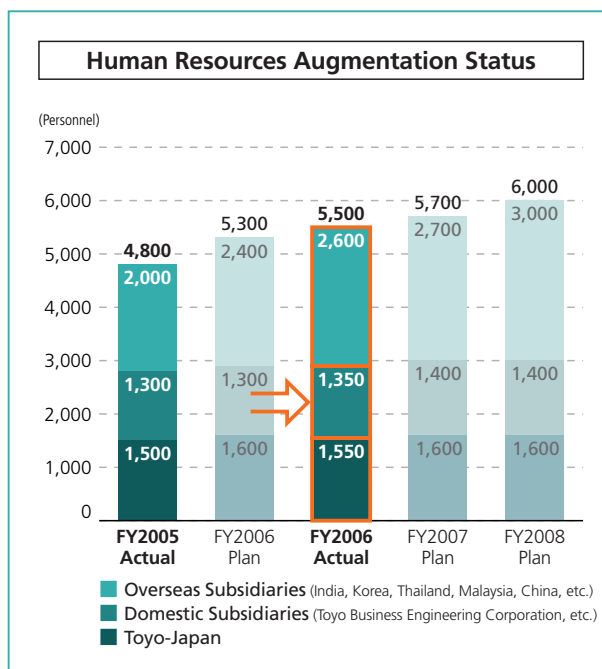 Human Resources Augmentation Status
(Personnel)
7,000
6,000
5,000
4,000
3,000
2,000
1,000
0
4,800
2,000
1,300
1,500
5,300
2,400
1,300
1,600
5,500
2,600
1,350
1,550
5,700
2,700
1,400
1,600
6,000
3,000
1,400
1,600
FY2005
Actual
FY2006
Plan
FY2006
Actual
FY2007
Plan
FY2008
Plan
Overseas Subsidiaries (India, Korea, Thailand, Malaysia, China, etc.)
Domestic Subsidiaries (Toyo Business Engineering Corporation, etc.)
Toyo-Japan